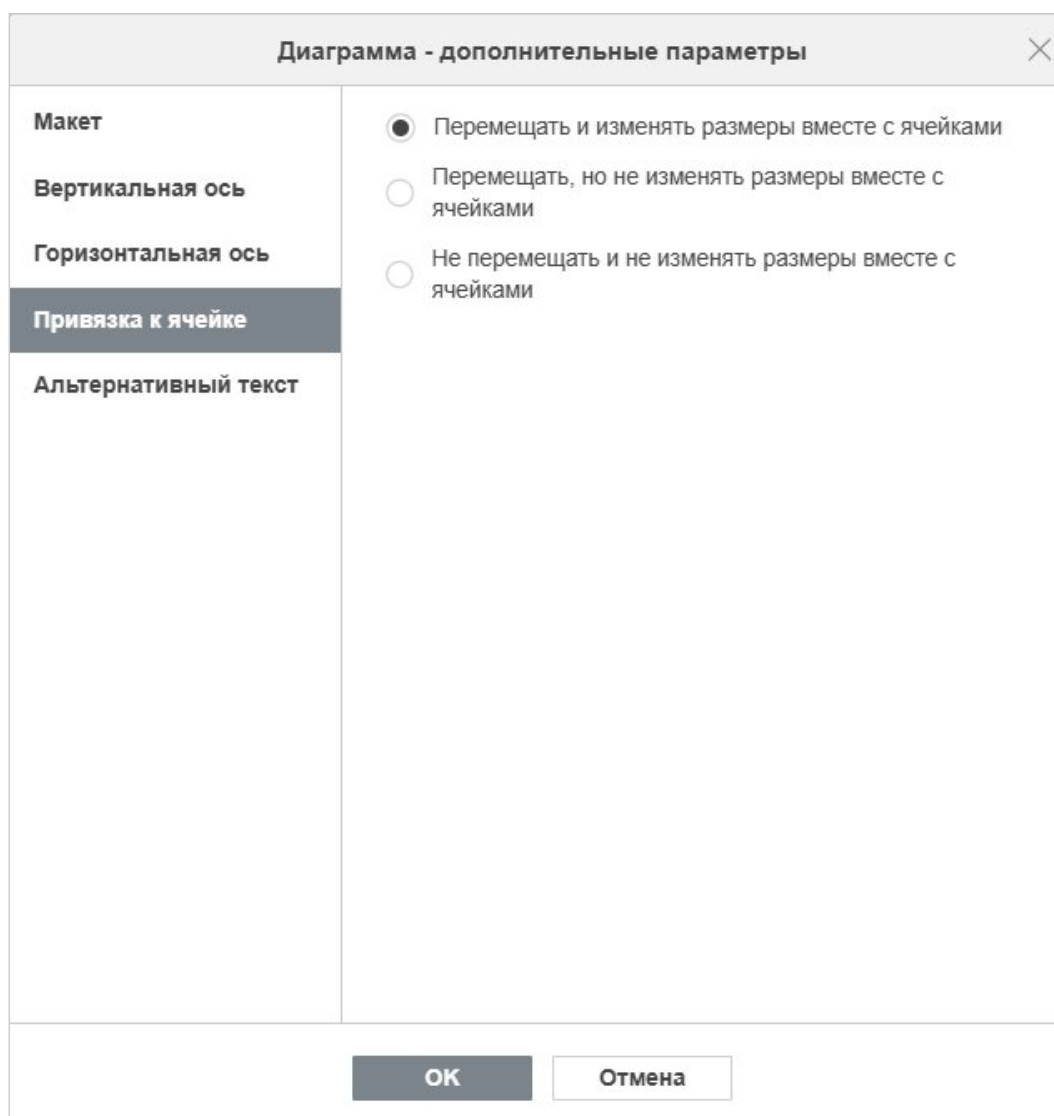 Диаграмма - дополнительные параметры
Макет
Вертикальная ось
Горизонтальная ось
Привязка к ячейке
Альтернативный текст
Перемещать и изменять размеры вместе с ячейками
Перемещать, но не изменять размеры вместе с
ячейками
Не перемещать и не изменять размеры вместе с
ячейками
ОК
Отмена